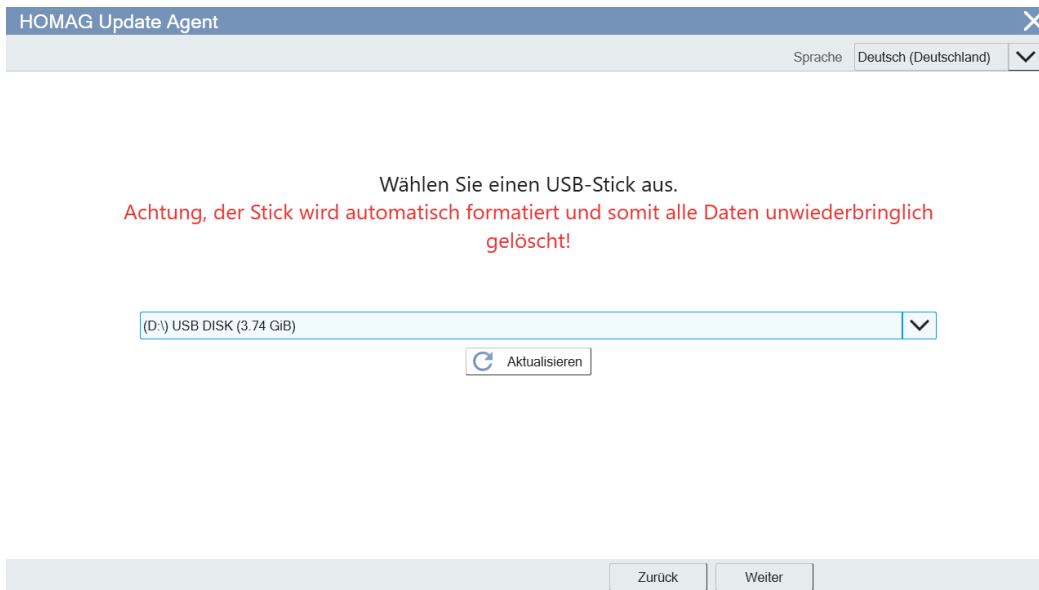 HOMAG Update Agent
Sprache Deutsch (Deutschland)
Wählen Sie einen USB-Stick aus.
Achtung, der Stick wird automatisch formatiert und somit alle Daten unwiederbringlich
gelöscht!
(D:\) USB DISK (3.74 GiB)
Aktualisieren
Zurück Weiter